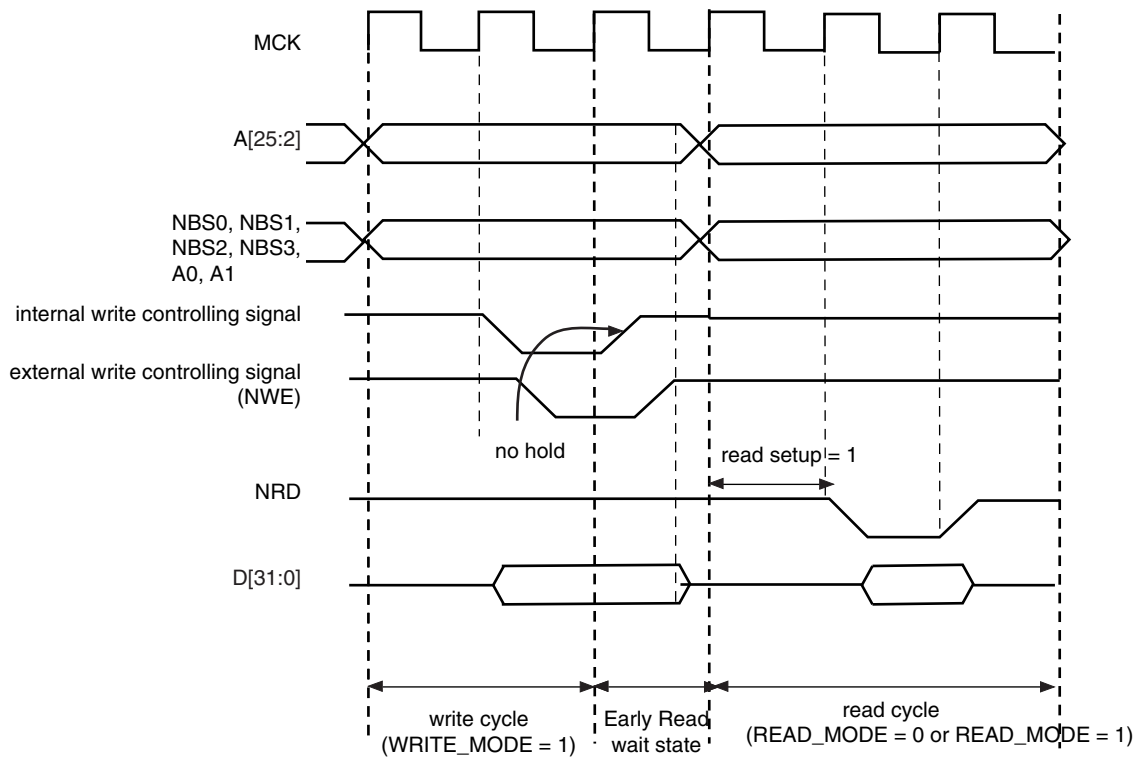 MCK
A[25:2]
NBS0, NBS1,
NBS2, NBS3,
A0, A1
internal write controlling signal
external write controlling signal
(NWE)
no hold
read setup = 1
NRD
D[31:0]
write cycle
(WRITE_MODE = 1)
Early Read
wait state
read cycle
(READ_MODE = 0 or READ_MODE = 1)